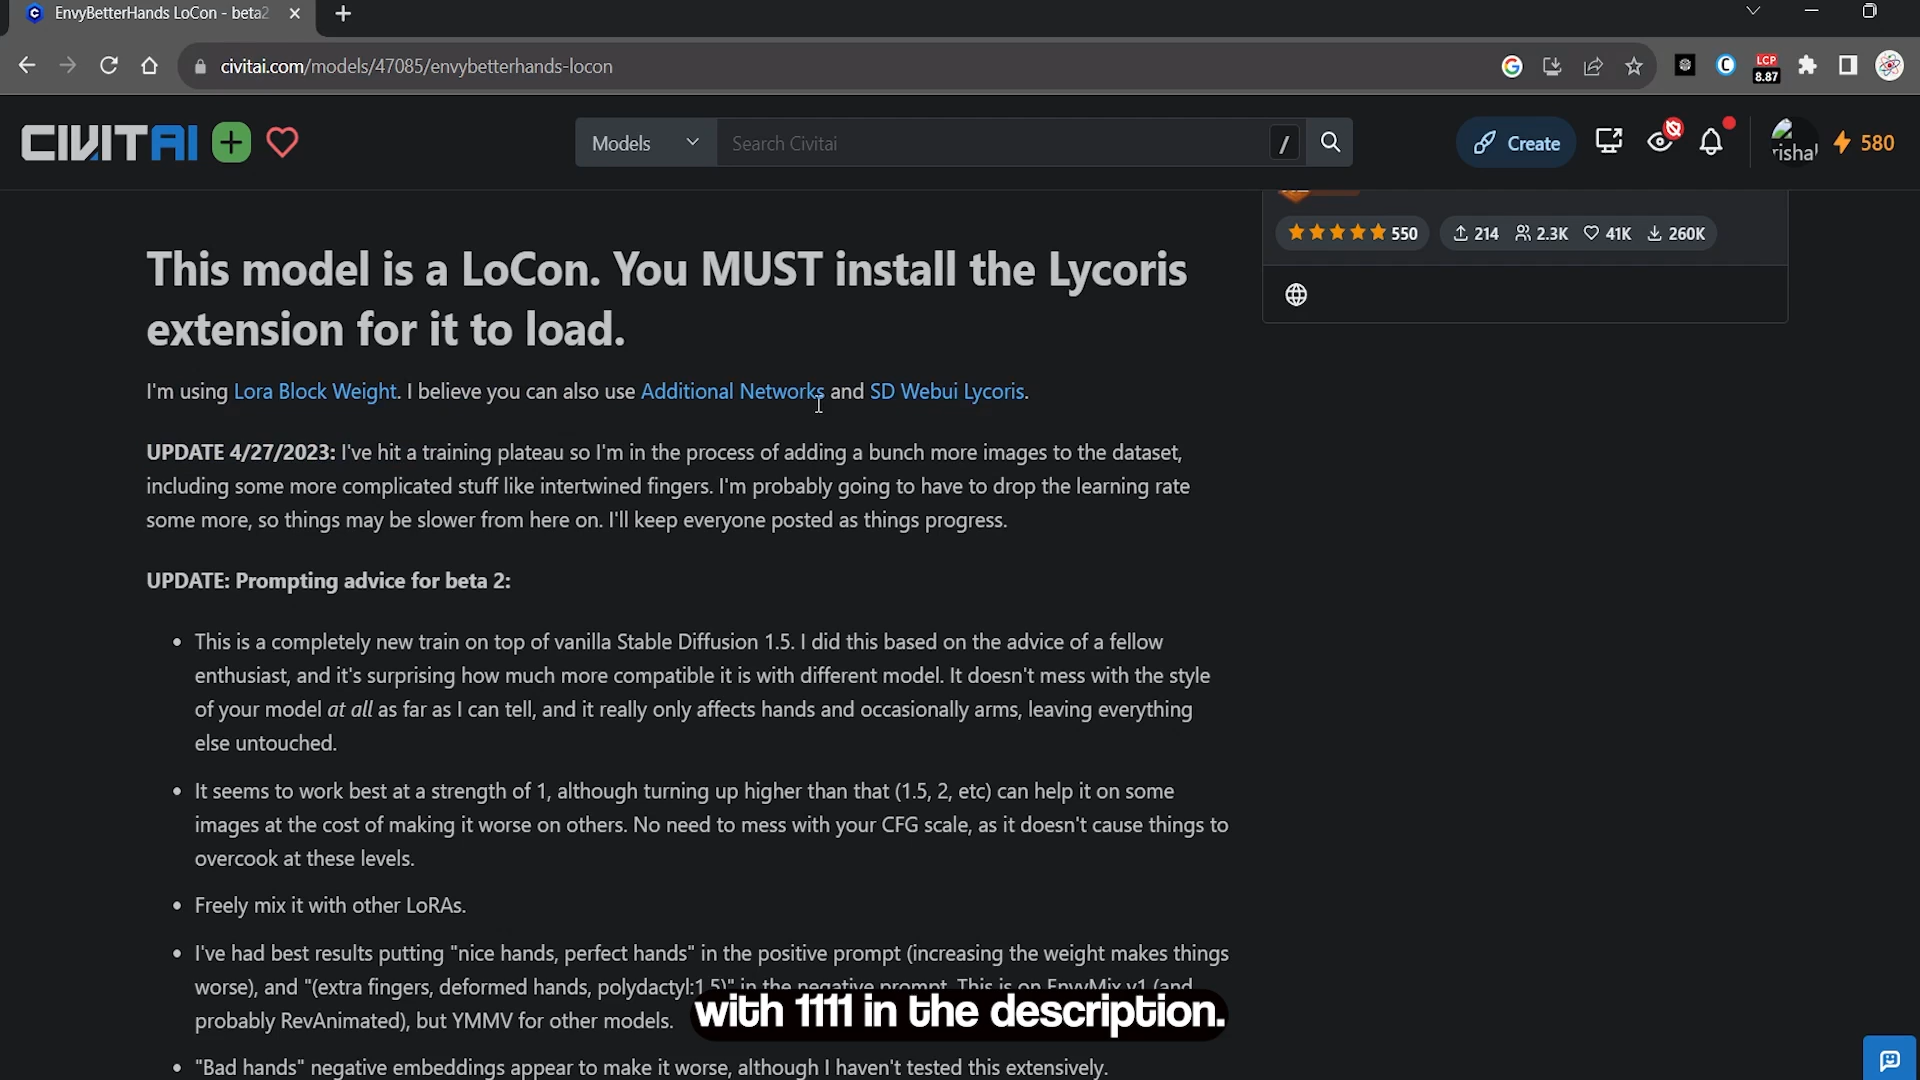 EnvyBetterHands LoCon - beta2
civitai.com/models/47085/envybetterhands-locon
LCP
8.87
CIVITAI
Models
Search Civitai
/
Create
risha
580
550
214
2.3K
41K
260K
This model is a LoCon. You MUST install the Lycoris
extension for it to load.
I'm using Lora Block Weight. I believe you can also use Additional Networks and SD Webui Lycoris.
UPDATE 4/27/2023: I've hit a training plateau so I'm in the process of adding a bunch more images to the dataset,
including some more complicated stuff like intertwined fingers. I'm probably going to have to drop the learning rate
some more, so things may be slower from here on. I'll keep everyone posted as things progress.
UPDATE: Prompting advice for beta 2:
• This is a completely new train on top of vanilla Stable Diffusion 1.5. I did this based on the advice of a fellow
enthusiast, and it's surprising how much more compatible it is with different model. It doesn't mess with the style
of your model at all as far as I can tell, and it really only affects hands and occasionally arms, leaving everything
else untouched.
• It seems to work best at a strength of 1, although turning up higher than that (1.5, 2, etc) can help it on some
images at the cost of making it worse on others. No need to mess with your CFG scale, as it doesn't cause things to
overcook at these levels.
• Freely mix it with other LoRAs.
• I've had best results putting "nice hands, perfect hands" in the positive prompt (increasing the weight makes things
worse), and "(extra fingers, deformed hands, polydactyl:1.5)" in the negative prompt. This is on EnvyMix v1 (and
probably RevAnimated), but YMMV for other models.
with 1111 in the description.
• "Bad hands" negative embeddings appear to make it worse, although I haven't tested this extensively.